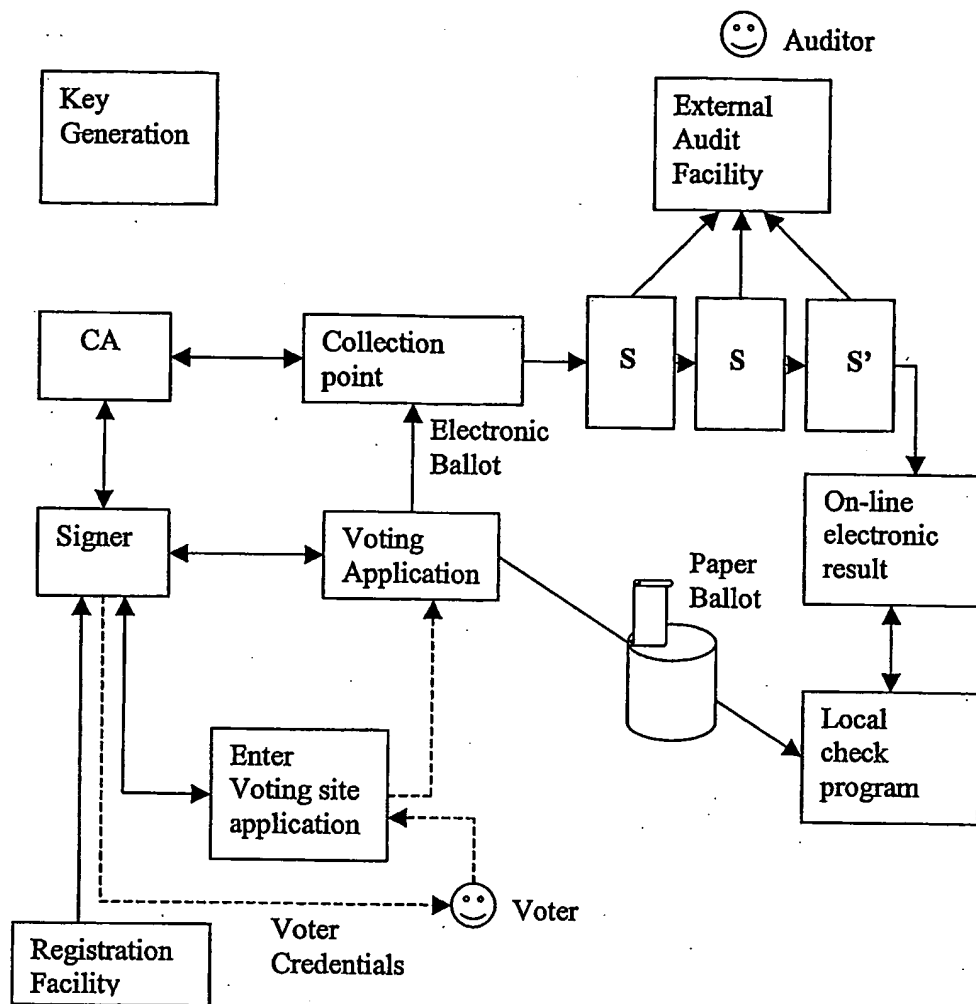 Auditor
Key
Generation
External
Audit
Facility
CA
Collection
point
S
S
S'
Electronic
Ballot
Signer
Voting
Application
Paper
Ballot
On-line
electronic
result
Enter
Voting site
application
Local
check
program
Voter
Voter
Credentials
Registration
Facility